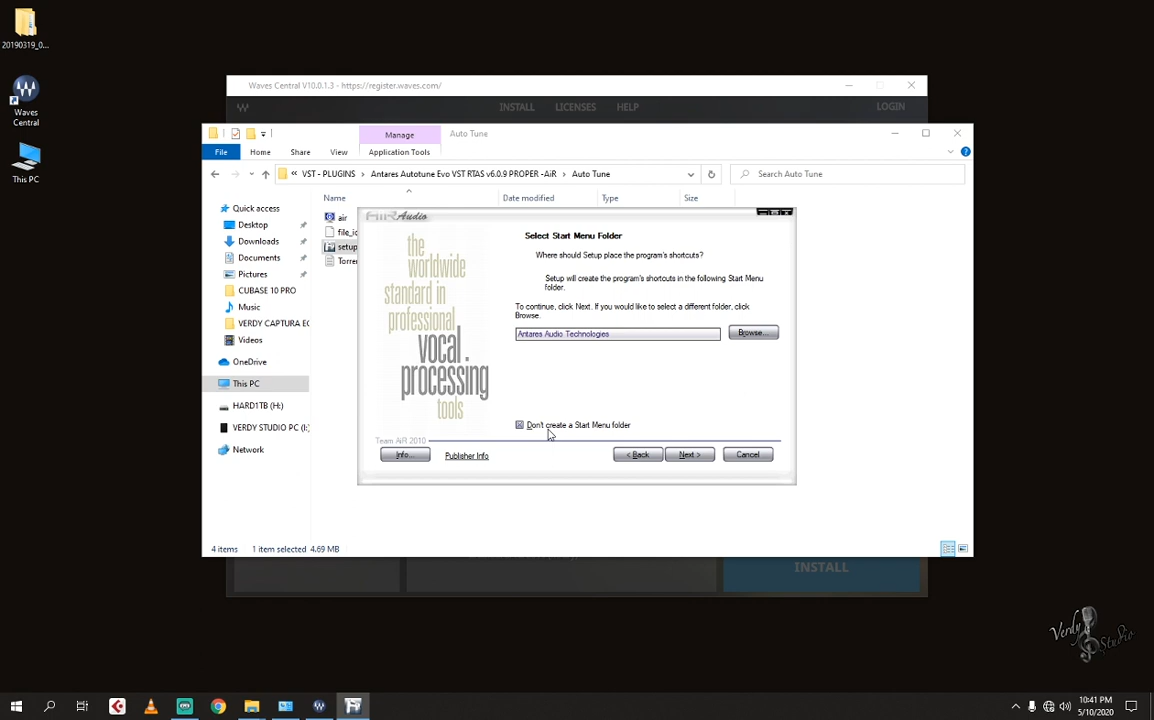 20190319_0...
Waves
Central
This PC
Waves Central V10.0.1.3 - https://register.waves.com/
INSTALL
LICENSES
HELP
LOGIN
Manage
Auto Tune
File
Home
Share
View
Application Tools
« VST - PLUGINS > Antares Autotune Evo VST RTAS v6.0.9 PROPER -AiR > Auto Tune
Search Auto Tune
Name
Date modified
Type
Size
Quick access
Desktop
Downloads
Documents
Pictures
CUBASE 10 PRO
Music
VERDY CAPTURA EC
Videos
OneDrive
This PC
HARD1TB (H:)
VERDY STUDIO PC (I:)
Network
air
file_id
setup
Torre
AiR Audio
the
worldwide
standard in
professional
vocal
processing
tools
Select Start Menu Folder
Where should Setup place the program's shortcuts?
Setup will create the program's shortcuts in the following Start Menu
folder.
To continue, click Next. If you would like to select a different folder, click
Browse.
Antares Audio Technologies
Browse...
Don't create a Start Menu folder
Team AiR 2010
Info...
Publisher Info
< Back
Next >
Cancel
4 items
1 item selected 4.69 MB
INSTALL
Verdy Studio
10:41 PM
5/10/2020